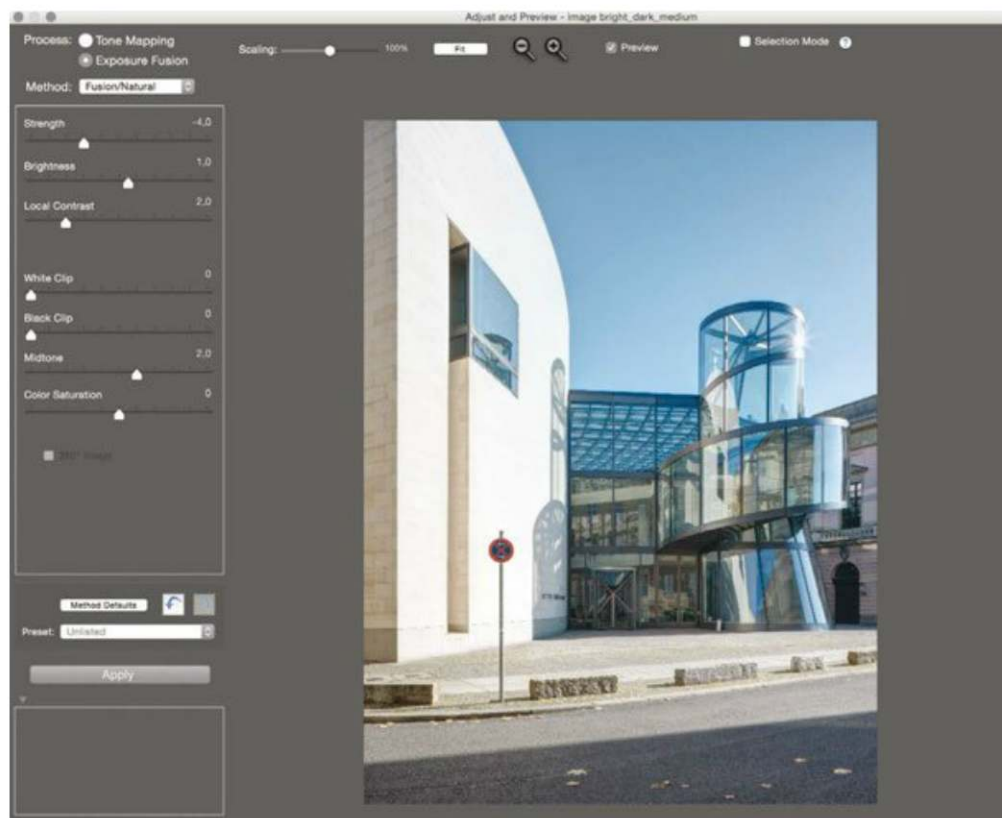 Adjust and Preview - image bright_dark_medium
Process: Tone Mapping
Exposure Fusion
Scaling: 100% Fit Preview Selection Mode ?
Method: Fusion/Natural
Strength -4,0
Brightness 1,0
Local Contrast 2,0
White Clip 0
Black Clip 0
Midtone 2,0
Color Saturation 0
360° image
Method Defaults
Preset: Unlisted
Apply